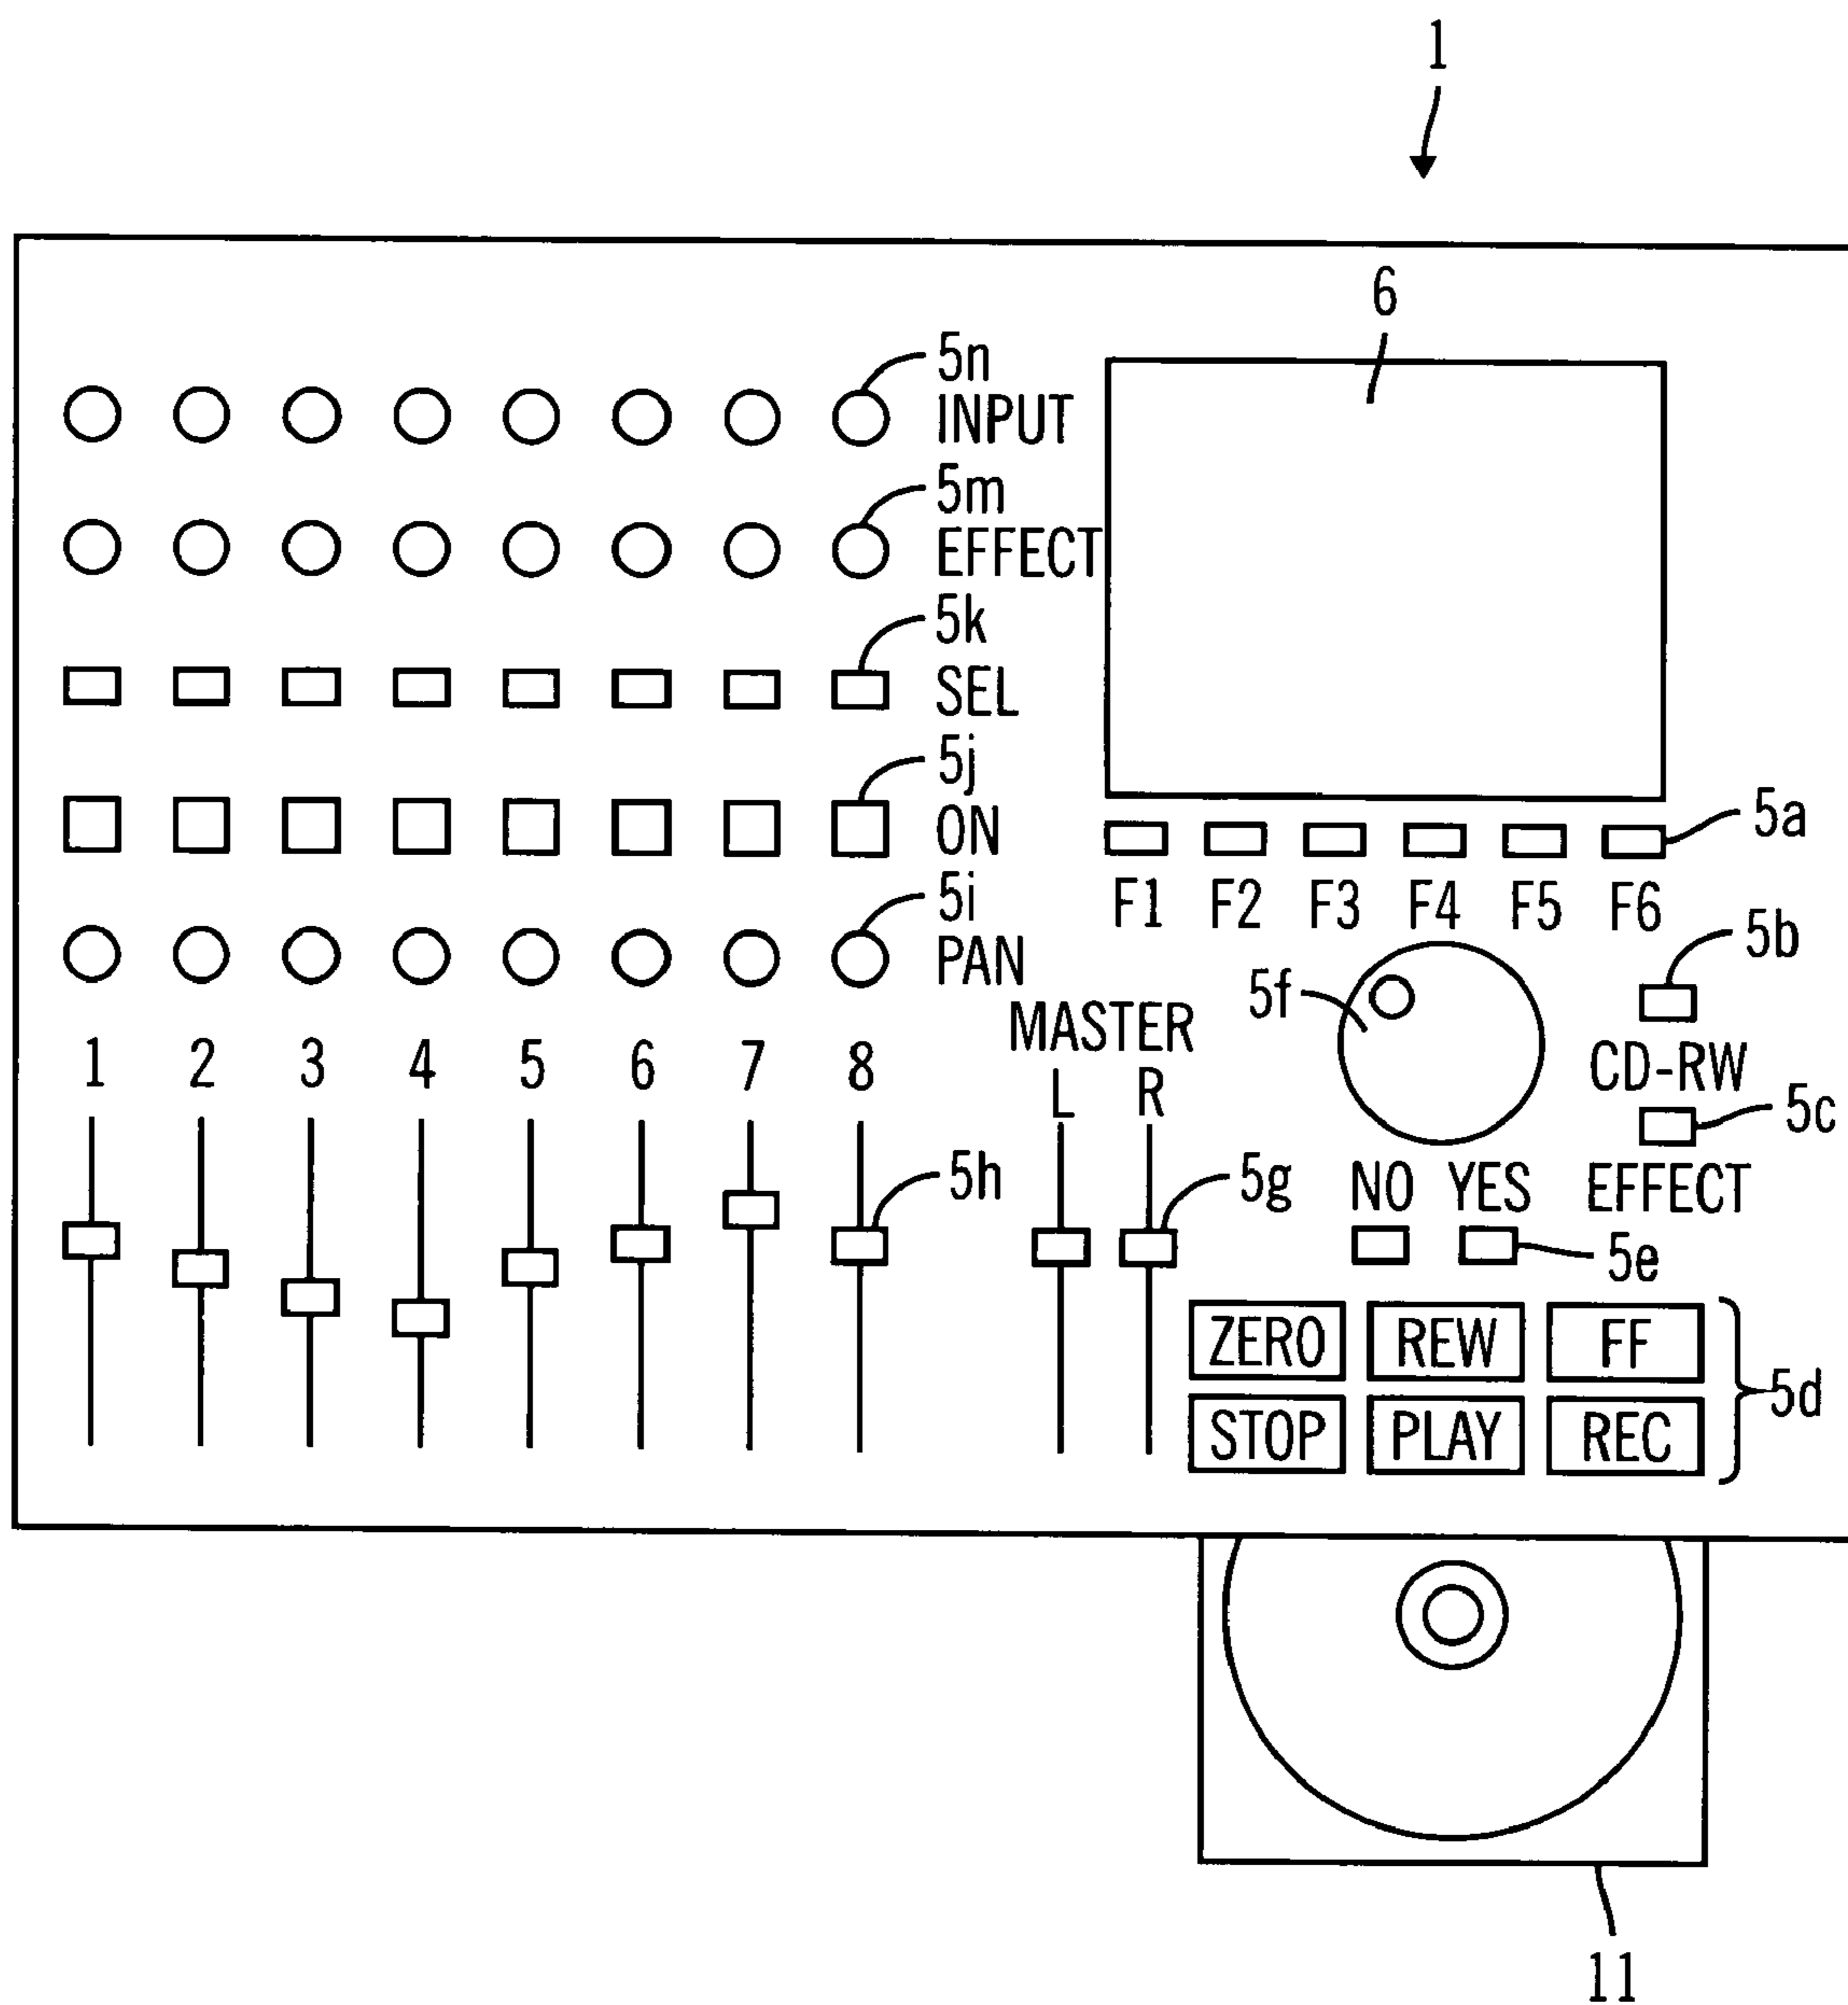 1
6
5n
INPUT
5m
EFFECT
5k
SEL
5j
ON
5a
F1 F2 F3 F4 F5 F6
5i
PAN
5b
5f
MASTER
L R
CD-RW
1 2 3 4 5 6 7 8
5c
5h
5g
NO YES
EFFECT
5e
ZERO REW FF
5d
STOP PLAY REC
11